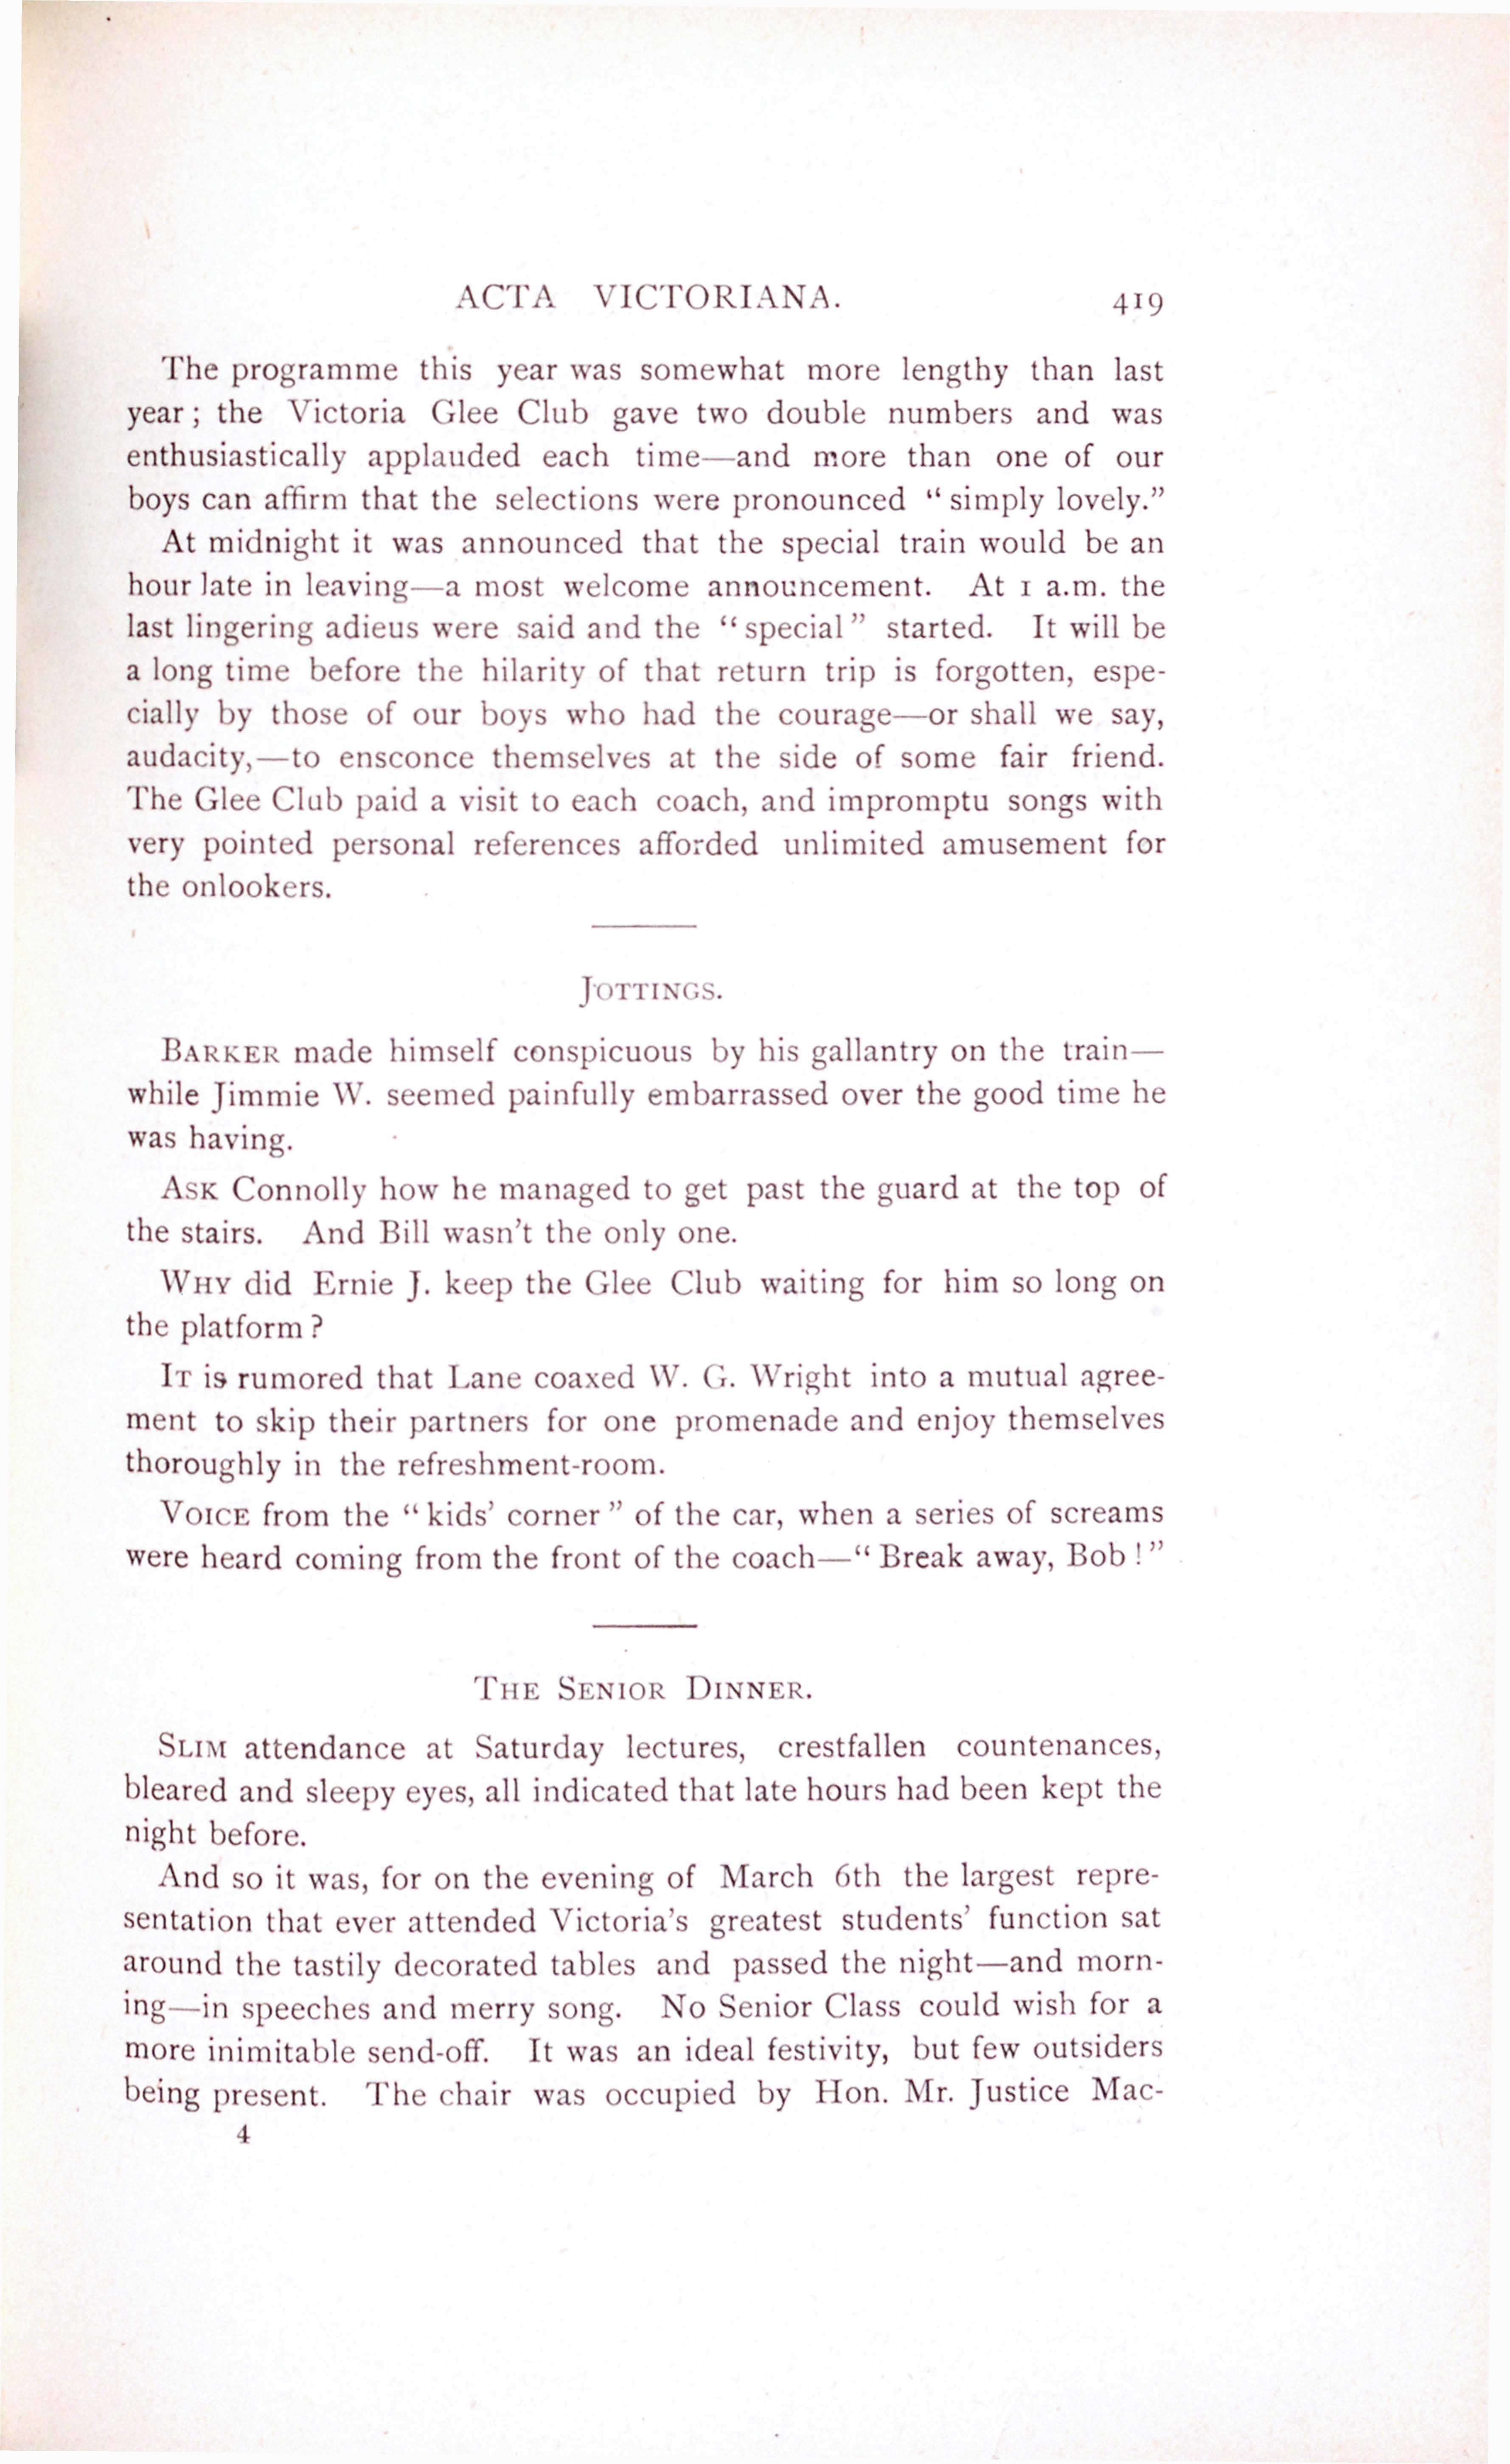 ACTA VICTORIANA. 419
The programme this year was somewhat more lengthy than last
year; the Victoria Glee Club gave two double numbers and was
enthusiastically applauded each time—and more than one of our
boys can affirm that the selections were pronounced "simply lovely."
At midnight it was announced that the special train would be an
hour late in leaving—a most welcome announcement. At 1 a.m. the
last lingering adieus were said and the "special" started. It will be
a long time before the hilarity of that return trip is forgotten, espe-
cially by those of our boys who had the courage—or shall we say,
audacity,—to ensconce themselves at the side of some fair friend.
The Glee Club paid a visit to each coach, and impromptu songs with
very pointed personal references afforded unlimited amusement for
the onlookers.
JOTTINGS.
BARKER made himself conspicuous by his gallantry on the train—
while Jimmie W. seemed painfully embarrassed over the good time he
was having.
ASK Connolly how he managed to get past the guard at the top of
the stairs. And Bill wasn't the only one.
WHY did Ernie J. keep the Glee Club waiting for him so long on
the platform?
IT is rumored that Lane coaxed W. G. Wright into a mutual agree-
ment to skip their partners for one promenade and enjoy themselves
thoroughly in the refreshment-room.
VOICE from the "kids' corner" of the car, when a series of screams
were heard coming from the front of the coach—"Break away, Bob!"
THE SENIOR DINNER.
SLIM attendance at Saturday lectures, crestfallen countenances,
bleared and sleepy eyes, all indicated that late hours had been kept the
night before.
And so it was, for on the evening of March 6th the largest repre-
sentation that ever attended Victoria's greatest students' function sat
around the tastily decorated tables and passed the night—and morn-
ing—in speeches and merry song. No Senior Class could wish for a
more inimitable send-off. It was an ideal festivity, but few outsiders
being present. The chair was occupied by Hon. Mr. Justice Mac-
4